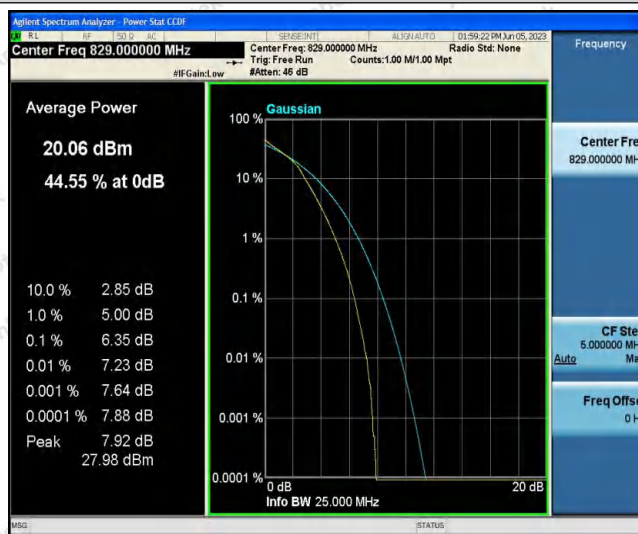 Agilent Spectrum Analyzer - Power Stat CCDF
RL RF 50 Ω AC SENSE:INT ALIGN AUTO 01:59:22 PM Jun 05, 2023
Center Freq 829.000000 MHz
Center Freq: 829.000000 MHz Radio Std: None
Trig: Free Run Counts:1.00 M/1.00 Mpt
#IFGain:Low #Atten: 46 dB
Frequency
Average Power
20.06 dBm
44.55 % at 0dB
10.0 % 2.85 dB
1.0 % 5.00 dB
0.1 % 6.35 dB
0.01 % 7.23 dB
0.001 % 7.64 dB
0.0001 % 7.88 dB
Peak 7.92 dB
27.98 dBm
Gaussian
100 %
10 %
1 %
0.1 %
0.01 %
0.001 %
0.0001 %
0 dB 20 dB
Info BW 25.000 MHz
Center Fre
829.000000 MH
CF Ste
5.000000 MH
Auto Ma
Freq Offs
0 H
MSG STATUS